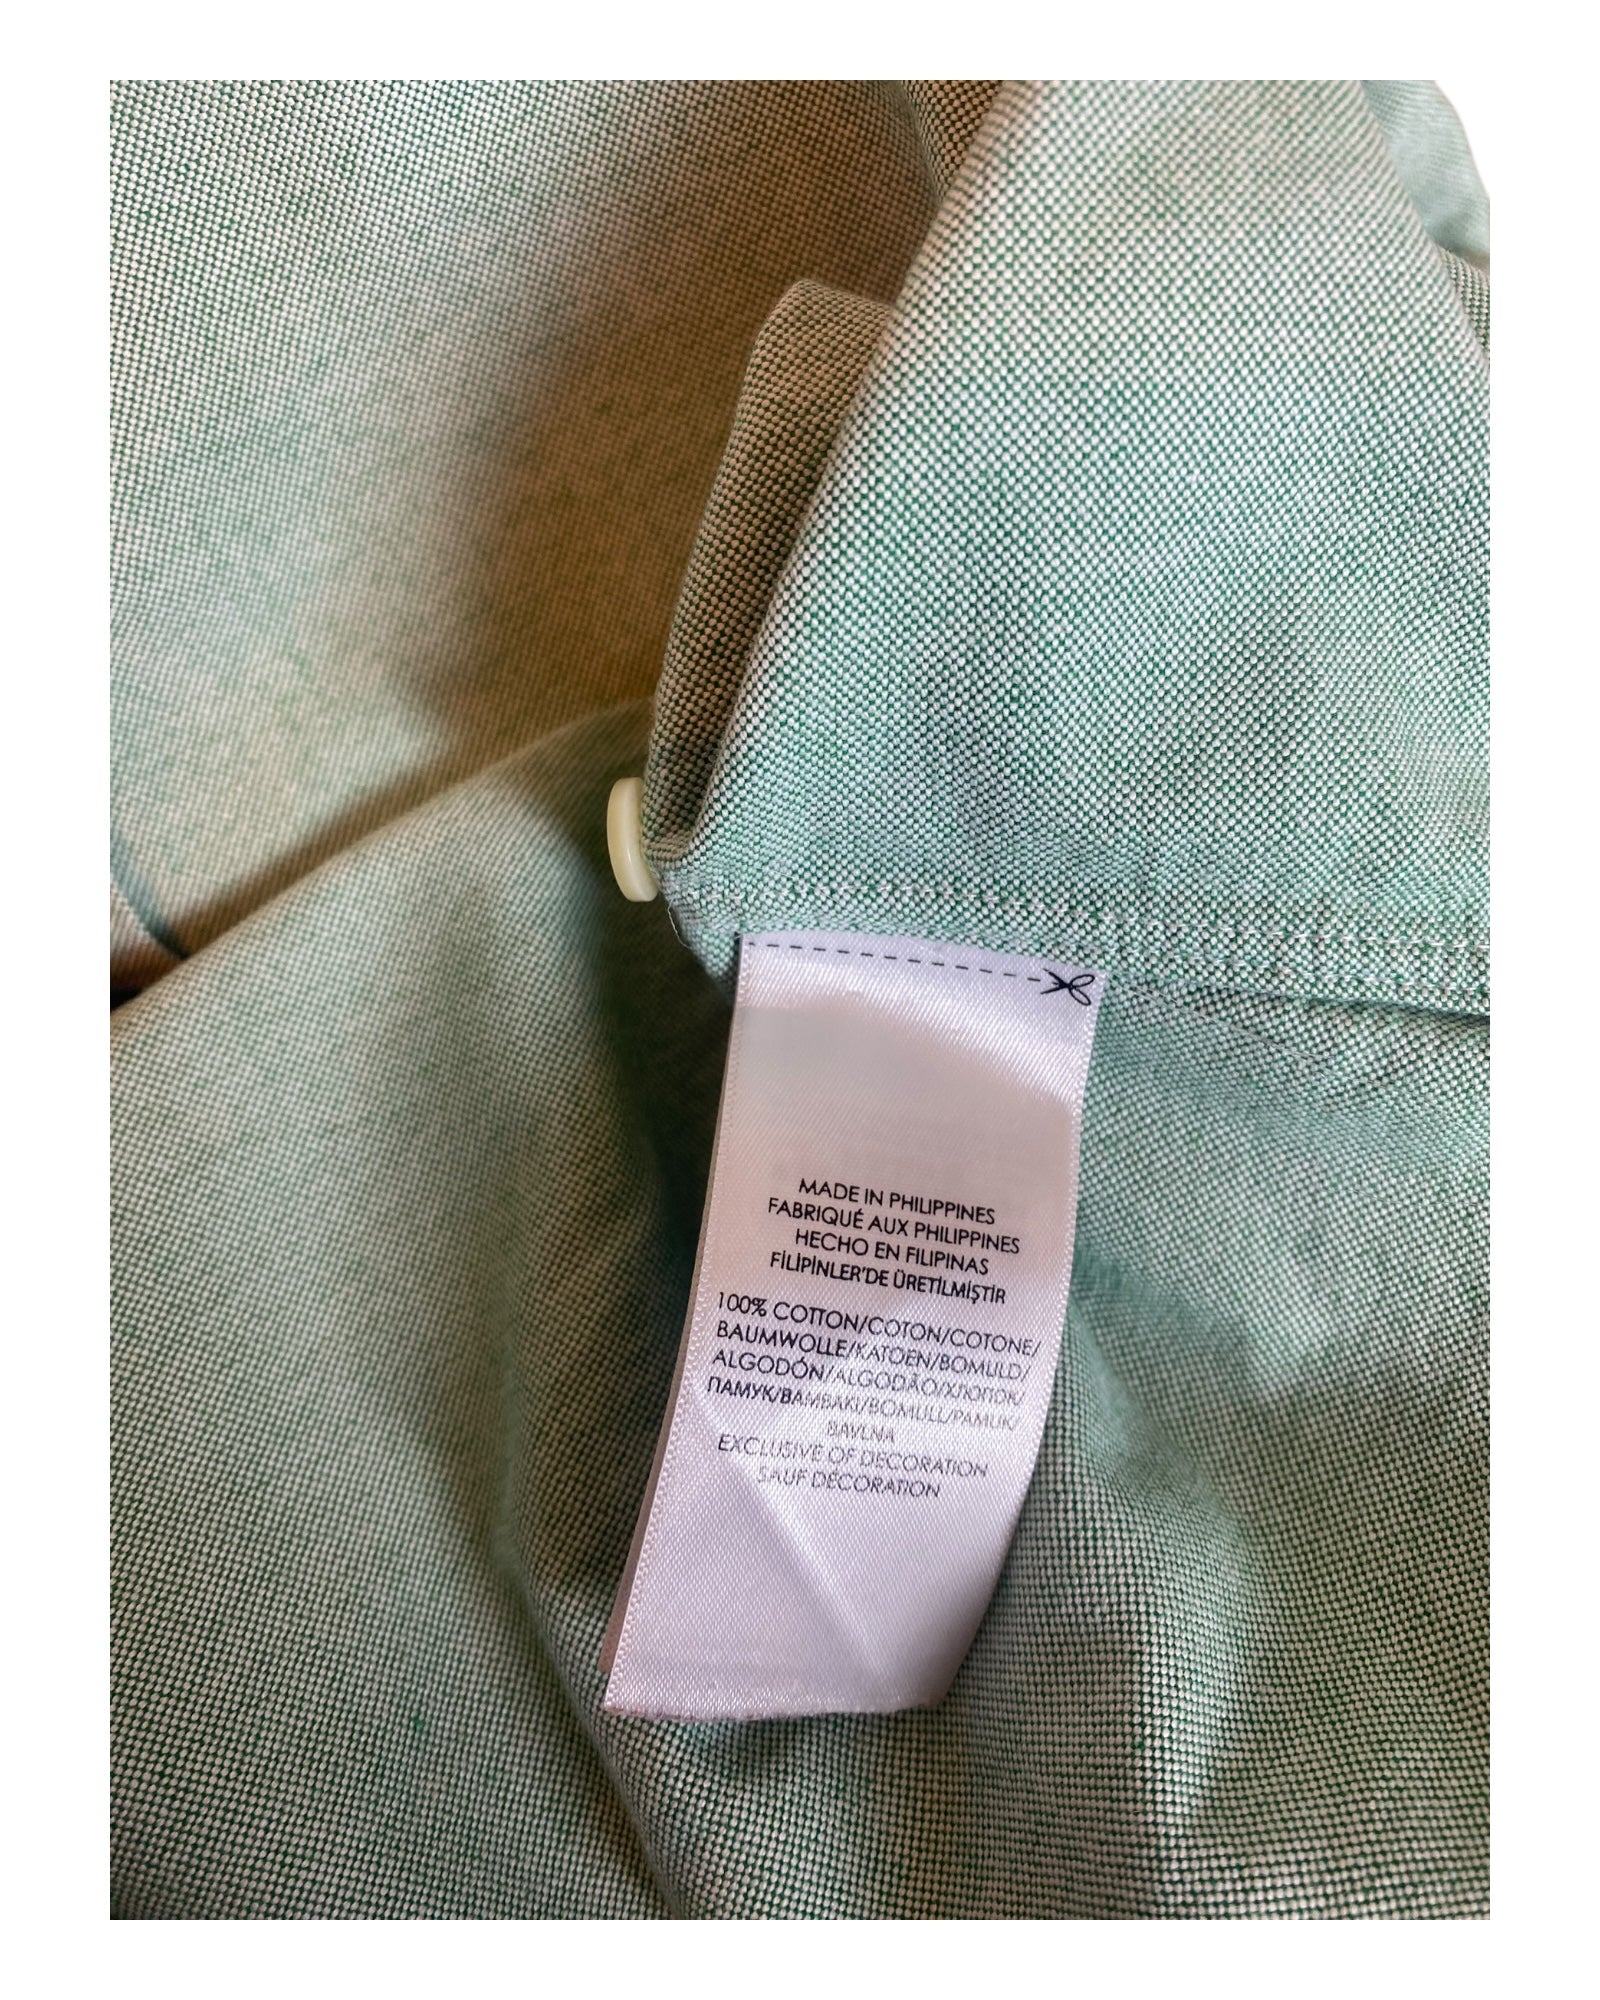 MADE IN PHILIPPINES
FABRIQUÉ AUX PHILIPPINES
HECHO EN FILIPINAS
FİLİPİNLER'DE ÜRETİLMİŞTİR
100% COTTON/COTON/COTONE/
BAUMWOLLE/KATOEN/BOMULD/
ALGODÓN/ALGODÃO/ХЛОПОК/
ПАМУК/BAMBAKI/BOMULL/PAMUK/
BAVLNA
EXCLUSIVE OF DECORATION
SAUF DÉCORATION